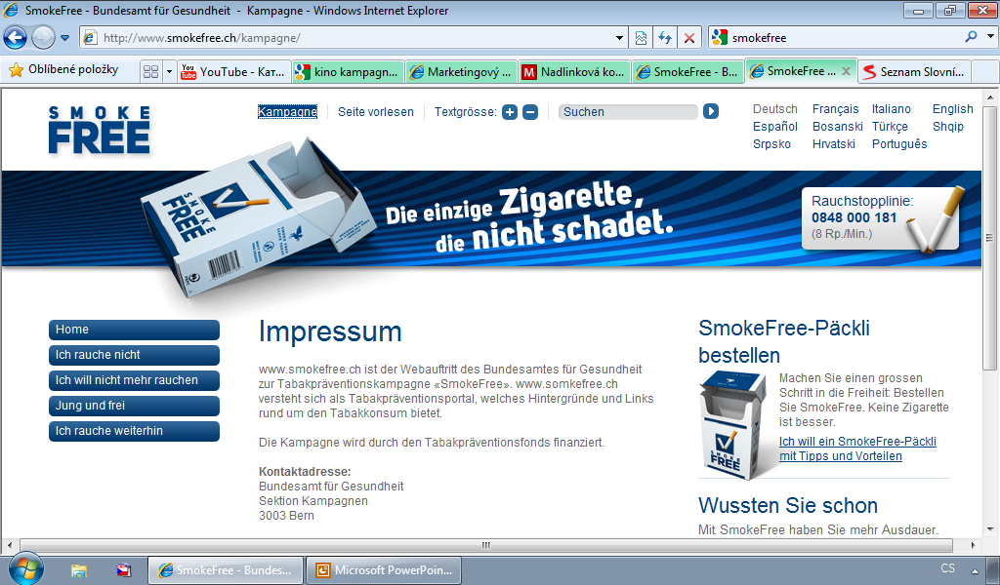 SmokeFree - Bundesamt für Gesundheit - Kampagne - Windows Internet Explorer
http://www.smokefree.ch/kampagne/
smokefree
Oblíbené položky
YouTube - Кат...
kino kampagn...
Marketingový ...
Nadlinková ko...
SmokeFree - B...
SmokeFree ...
Seznam Slovní...
SMOKE
FREE
Kampagne
Seite vorlesen
Textgrösse:
Suchen
Deutsch Français Italiano English
Español Bosanski Türkçe Shqip
Srpsko Hrvatski Português
SMOKE
FREE
Die einzige Zigarette,
die nicht schadet.
Rauchstopplinie:
0848 000 181
(8 Rp./Min.)
Home
Ich rauche nicht
Ich will nicht mehr rauchen
Jung und frei
Ich rauche weiterhin
Impressum
www.smokefree.ch ist der Webauftritt des Bundesamtes für Gesundheit
zur Tabakpräventionskampagne «SmokeFree». www.somkefree.ch
versteht sich als Tabakpräventionsportal, welches Hintergründe und Links
rund um den Tabakkonsum bietet.
Die Kampagne wird durch den Tabakpräventionsfonds finanziert.
Kontaktadresse:
Bundesamt für Gesundheit
Sektion Kampagnen
3003 Bern
SmokeFree-Päckli
bestellen
SMOKE
FREE
Machen Sie einen grossen
Schritt in die Freiheit: Bestellen
Sie SmokeFree. Keine Zigarette
ist besser.
Ich will ein SmokeFree-Päckli
mit Tipps und Vorteilen
Wussten Sie schon
Mit SmokeFree haben Sie mehr Ausdauer.
SmokeFree - Bundes...
Microsoft PowerPoin...
CS